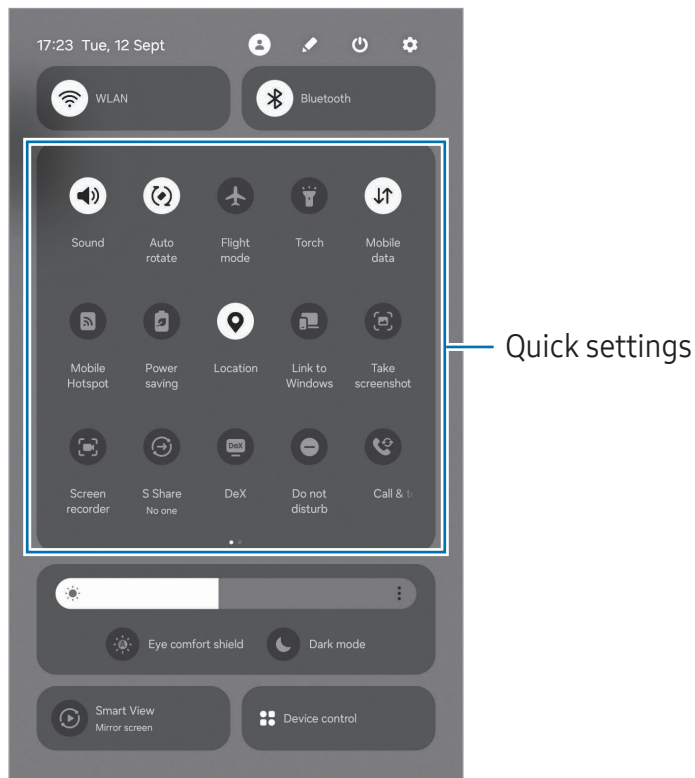 17:23 Tue, 12 Sept
WLAN
Bluetooth
Sound
Auto
rotate
Flight
mode
Torch
Mobile
data
Mobile
Hotspot
Power
saving
Location
Link to
Windows
Take
screenshot
Screen
recorder
S Share
No one
DeX
DeX
Do not
disturb
Call & t
Quick settings
A
Eye comfort shield
Dark mode
Smart View
Mirror screen
Device control